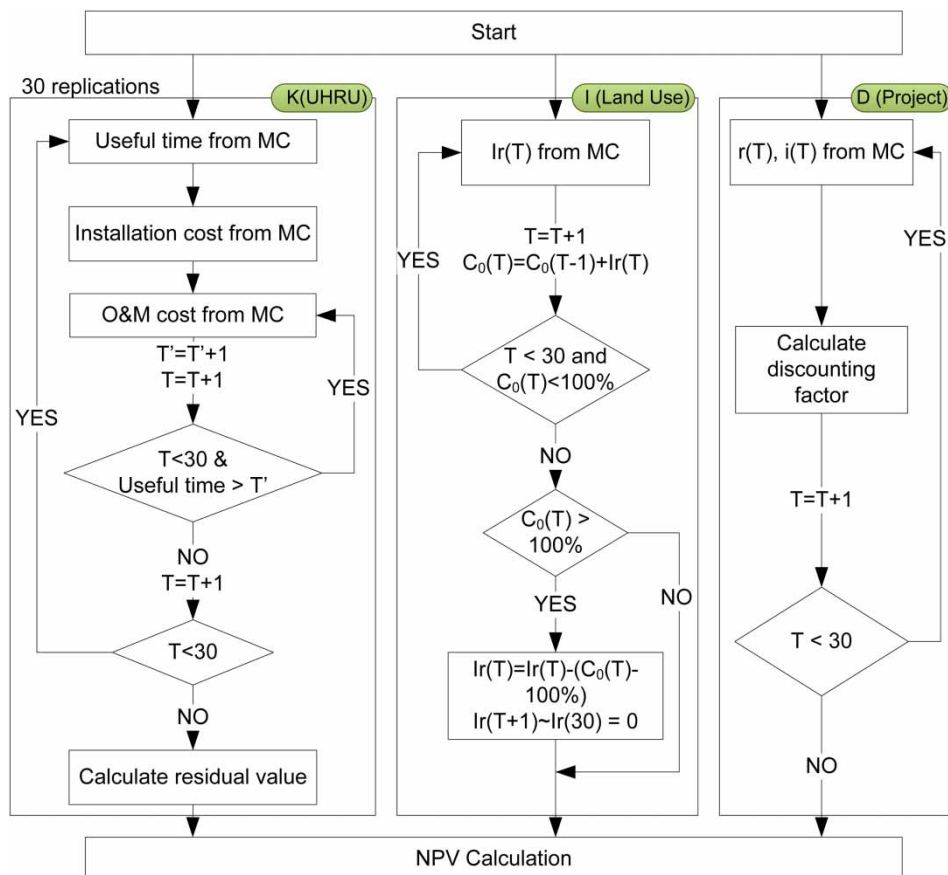 Start
30 replications
K(UHRU)
Useful time from MC
Installation cost from MC
O&M cost from MC
T’=T’+1
T=T+1
YES
YES
T<30 &
Useful time > T’
NO
T=T+1
T<30
NO
Calculate residual value
I (Land Use)
Ir(T) from MC
T=T+1
C₀(T)=C₀(T-1)+Ir(T)
YES
T < 30 and
C₀(T)<100%
NO
C₀(T) >
100%
YES
NO
Ir(T)=Ir(T)-(C₀(T)-
100%)
Ir(T+1)~Ir(30) = 0
D (Project)
r(T), i(T) from MC
YES
Calculate
discounting
factor
T=T+1
T < 30
NO
NPV Calculation